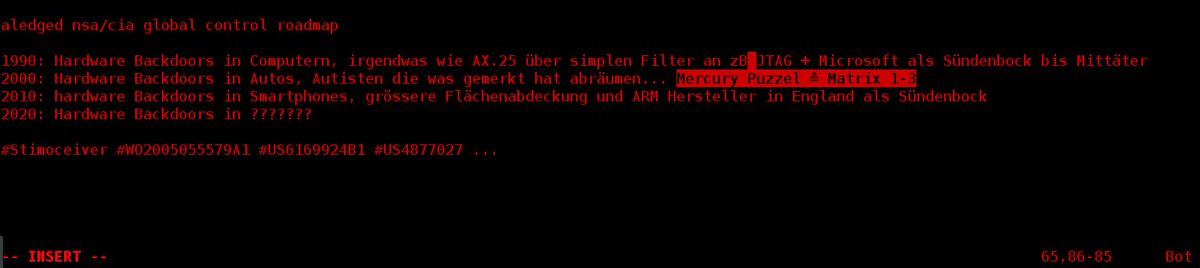 aledged nsa/cia global control roadmap
1990: Hardware Backdoors in Computern, irgendwas wie AX.25 über simplen Filter an zB JTAG + Microsoft als Sündenbock bis Mittäter
2000: Hardware Backdoors in Autos, Autisten die was gemerkt hat abräumen... Mercury Puzzel ≙ Matrix 1-3
2010: hardware Backdoors in Smartphones, grössere Flächenabdeckung und ARM Hersteller in England als Sündenbock
2020: Hardware Backdoors in ???????
#Stimoceiver #WO2005055579A1 #US6169924B1 #US4877027 ...
-- INSERT -- 65,86-85 Bot